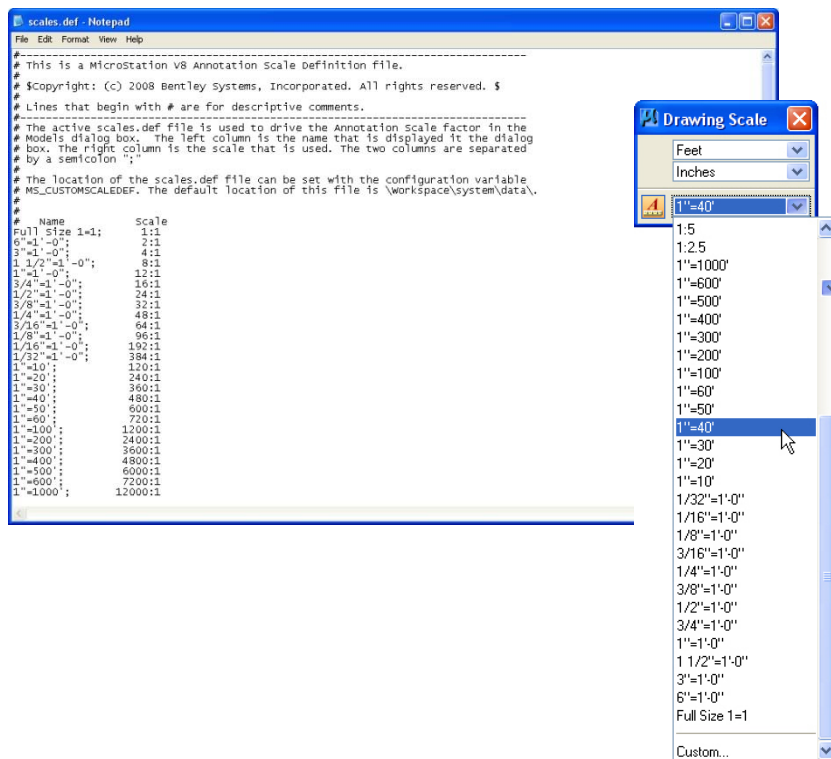 scales.def - Notepad
File Edit Format View Help
#---------------------------------------------------------------------------
# This is a MicroStation V8 Annotation Scale Definition file.
#
# $Copyright: (c) 2008 Bentley Systems, Incorporated. All rights reserved. $
#
# Lines that begin with # are for descriptive comments.
#---------------------------------------------------------------------------
# The active scales.def file is used to drive the Annotation Scale factor in the
# Models dialog box. The left column is the name that is displayed it the dialog
# box. The right column is the scale that is used. The two columns are separated
# by a semicolon ";"
#
# The location of the scales.def file can be set with the configuration variable
# MS_CUSTOMSCALEDEF. The default location of this file is \Workspace\system\data\.
#
#
# Name Scale
Full Size 1=1; 1:1
6"=1'-0"; 2:1
3"=1'-0"; 4:1
1 1/2"=1'-0"; 8:1
1"=1'-0"; 12:1
3/4"=1'-0"; 16:1
1/2"=1'-0"; 24:1
3/8"=1'-0"; 32:1
1/4"=1'-0"; 48:1
3/16"=1'-0"; 64:1
1/8"=1'-0"; 96:1
1/16"=1'-0"; 192:1
1/32"=1'-0"; 384:1
1"=10'; 120:1
1"=20'; 240:1
1"=30'; 360:1
1"=40'; 480:1
1"=50'; 600:1
1"=60'; 720:1
1"=100'; 1200:1
1"=200'; 2400:1
1"=300'; 3600:1
1"=400'; 4800:1
1"=500'; 6000:1
1"=600'; 7200:1
1"=1000'; 12000:1
Drawing Scale
Feet
Inches
A
1"=40'
1:5
1:2.5
1"=1000'
1"=600'
1"=500'
1"=400'
1"=300'
1"=200'
1"=100'
1"=60'
1"=50'
1"=40'
1"=30'
1"=20'
1"=10'
1/32"=1'-0"
1/16"=1'-0"
1/8"=1'-0"
3/16"=1'-0"
1/4"=1'-0"
3/8"=1'-0"
1/2"=1'-0"
3/4"=1'-0"
1"=1'-0"
1 1/2"=1'-0"
3"=1'-0"
6"=1'-0"
Full Size 1=1
Custom...